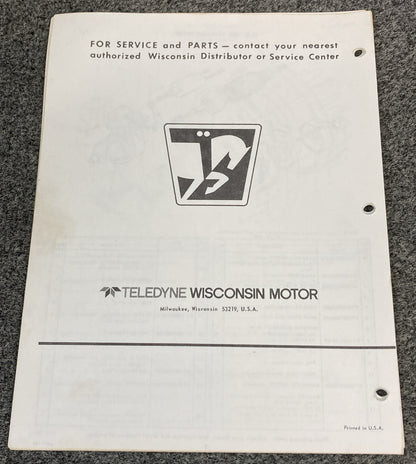 FOR SERVICE and PARTS — contact your nearest
authorized Wisconsin Distributor or Service Center
TELEDYNE WISCONSIN MOTOR
Milwaukee, Wisconsin 53219, U.S.A.
Printed in U.S.A.